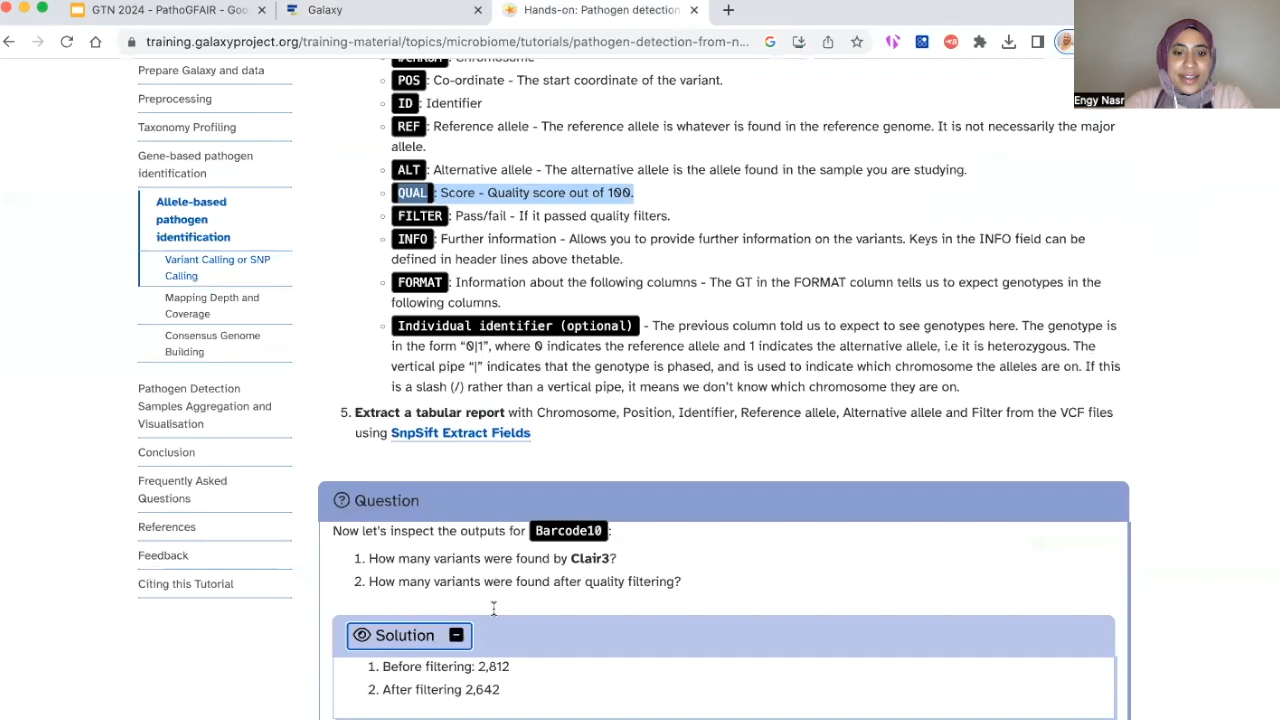 GTN 2024 - PathoGFAIR - Goo
Galaxy
Hands-on: Pathogen detection
training.galaxyproject.org/training-material/topics/microbiome/tutorials/pathogen-detection-from-n...
Engy Nasr
Prepare Galaxy and data
Preprocessing
Taxonomy Profiling
Gene-based pathogen
identification
Allele-based
pathogen
identification
Variant Calling or SNP
Calling
Mapping Depth and
Coverage
Consensus Genome
Building
Pathogen Detection
Samples Aggregation and
Visualisation
Conclusion
Frequently Asked
Questions
References
Feedback
Citing this Tutorial
#CHROM: Chromosome
POS: Co-ordinate - The start coordinate of the variant.
ID: Identifier
REF: Reference allele - The reference allele is whatever is found in the reference genome. It is not necessarily the major
allele.
ALT: Alternative allele - The alternative allele is the allele found in the sample you are studying.
QUAL: Score - Quality score out of 100.
FILTER: Pass/fail - If it passed quality filters.
INFO: Further information - Allows you to provide further information on the variants. Keys in the INFO field can be
defined in header lines above thetable.
FORMAT: Information about the following columns - The GT in the FORMAT column tells us to expect genotypes in the
following columns.
Individual identifier (optional) - The previous column told us to expect to see genotypes here. The genotype is
in the form “0|1”, where 0 indicates the reference allele and 1 indicates the alternative allele, i.e it is heterozygous. The
vertical pipe “|” indicates that the genotype is phased, and is used to indicate which chromosome the alleles are on. If this
is a slash (/) rather than a vertical pipe, it means we don’t know which chromosome they are on.
5. Extract a tabular report with Chromosome, Position, Identifier, Reference allele, Alternative allele and Filter from the VCF files
using SnpSift Extract Fields
Question
Now let’s inspect the outputs for Barcode10:
1. How many variants were found by Clair3?
2. How many variants were found after quality filtering?
Solution
1. Before filtering: 2,812
2. After filtering 2,642